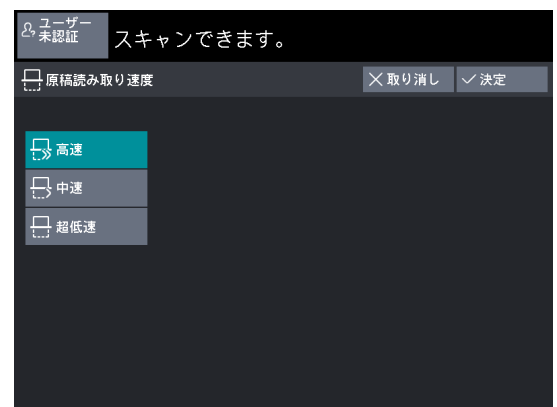 ユーザー
未認証
スキャンできます。
原稿読み取り速度
取り消し
決定
高速
中速
超低速